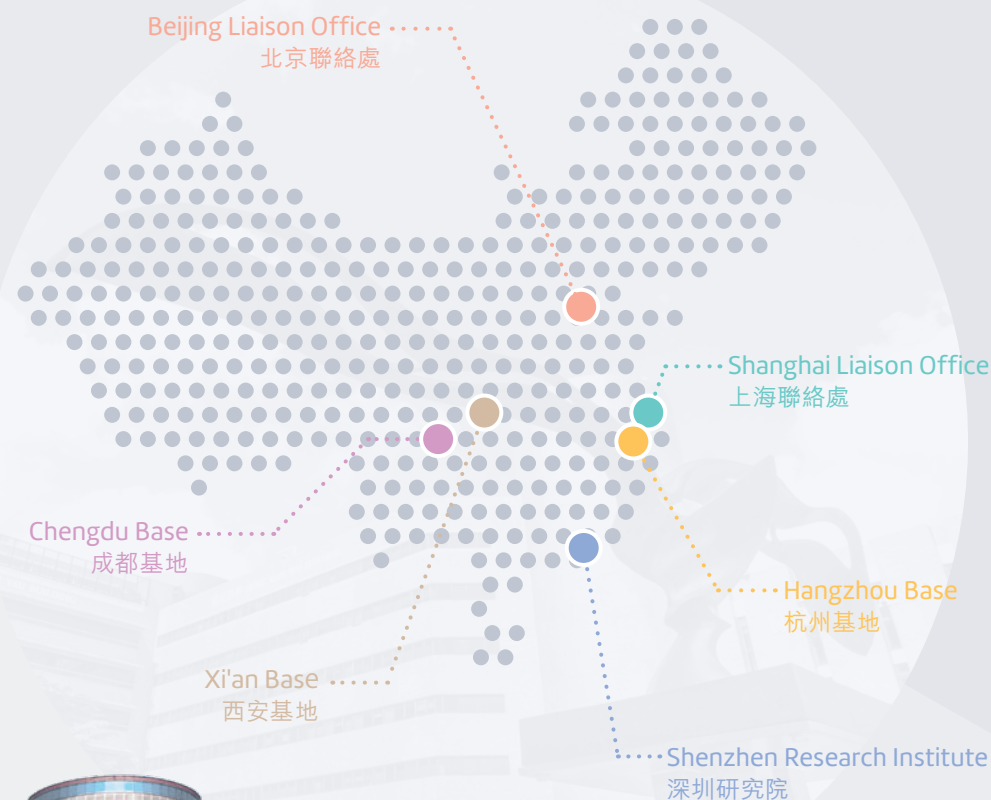 Beijing Liaison Office
北京聯絡處
Shanghai Liaison Office
上海聯絡處
Chengdu Base
成都基地
Hangzhou Base
杭州基地
Xi'an Base
西安基地
Shenzhen Research Institute
深圳研究院